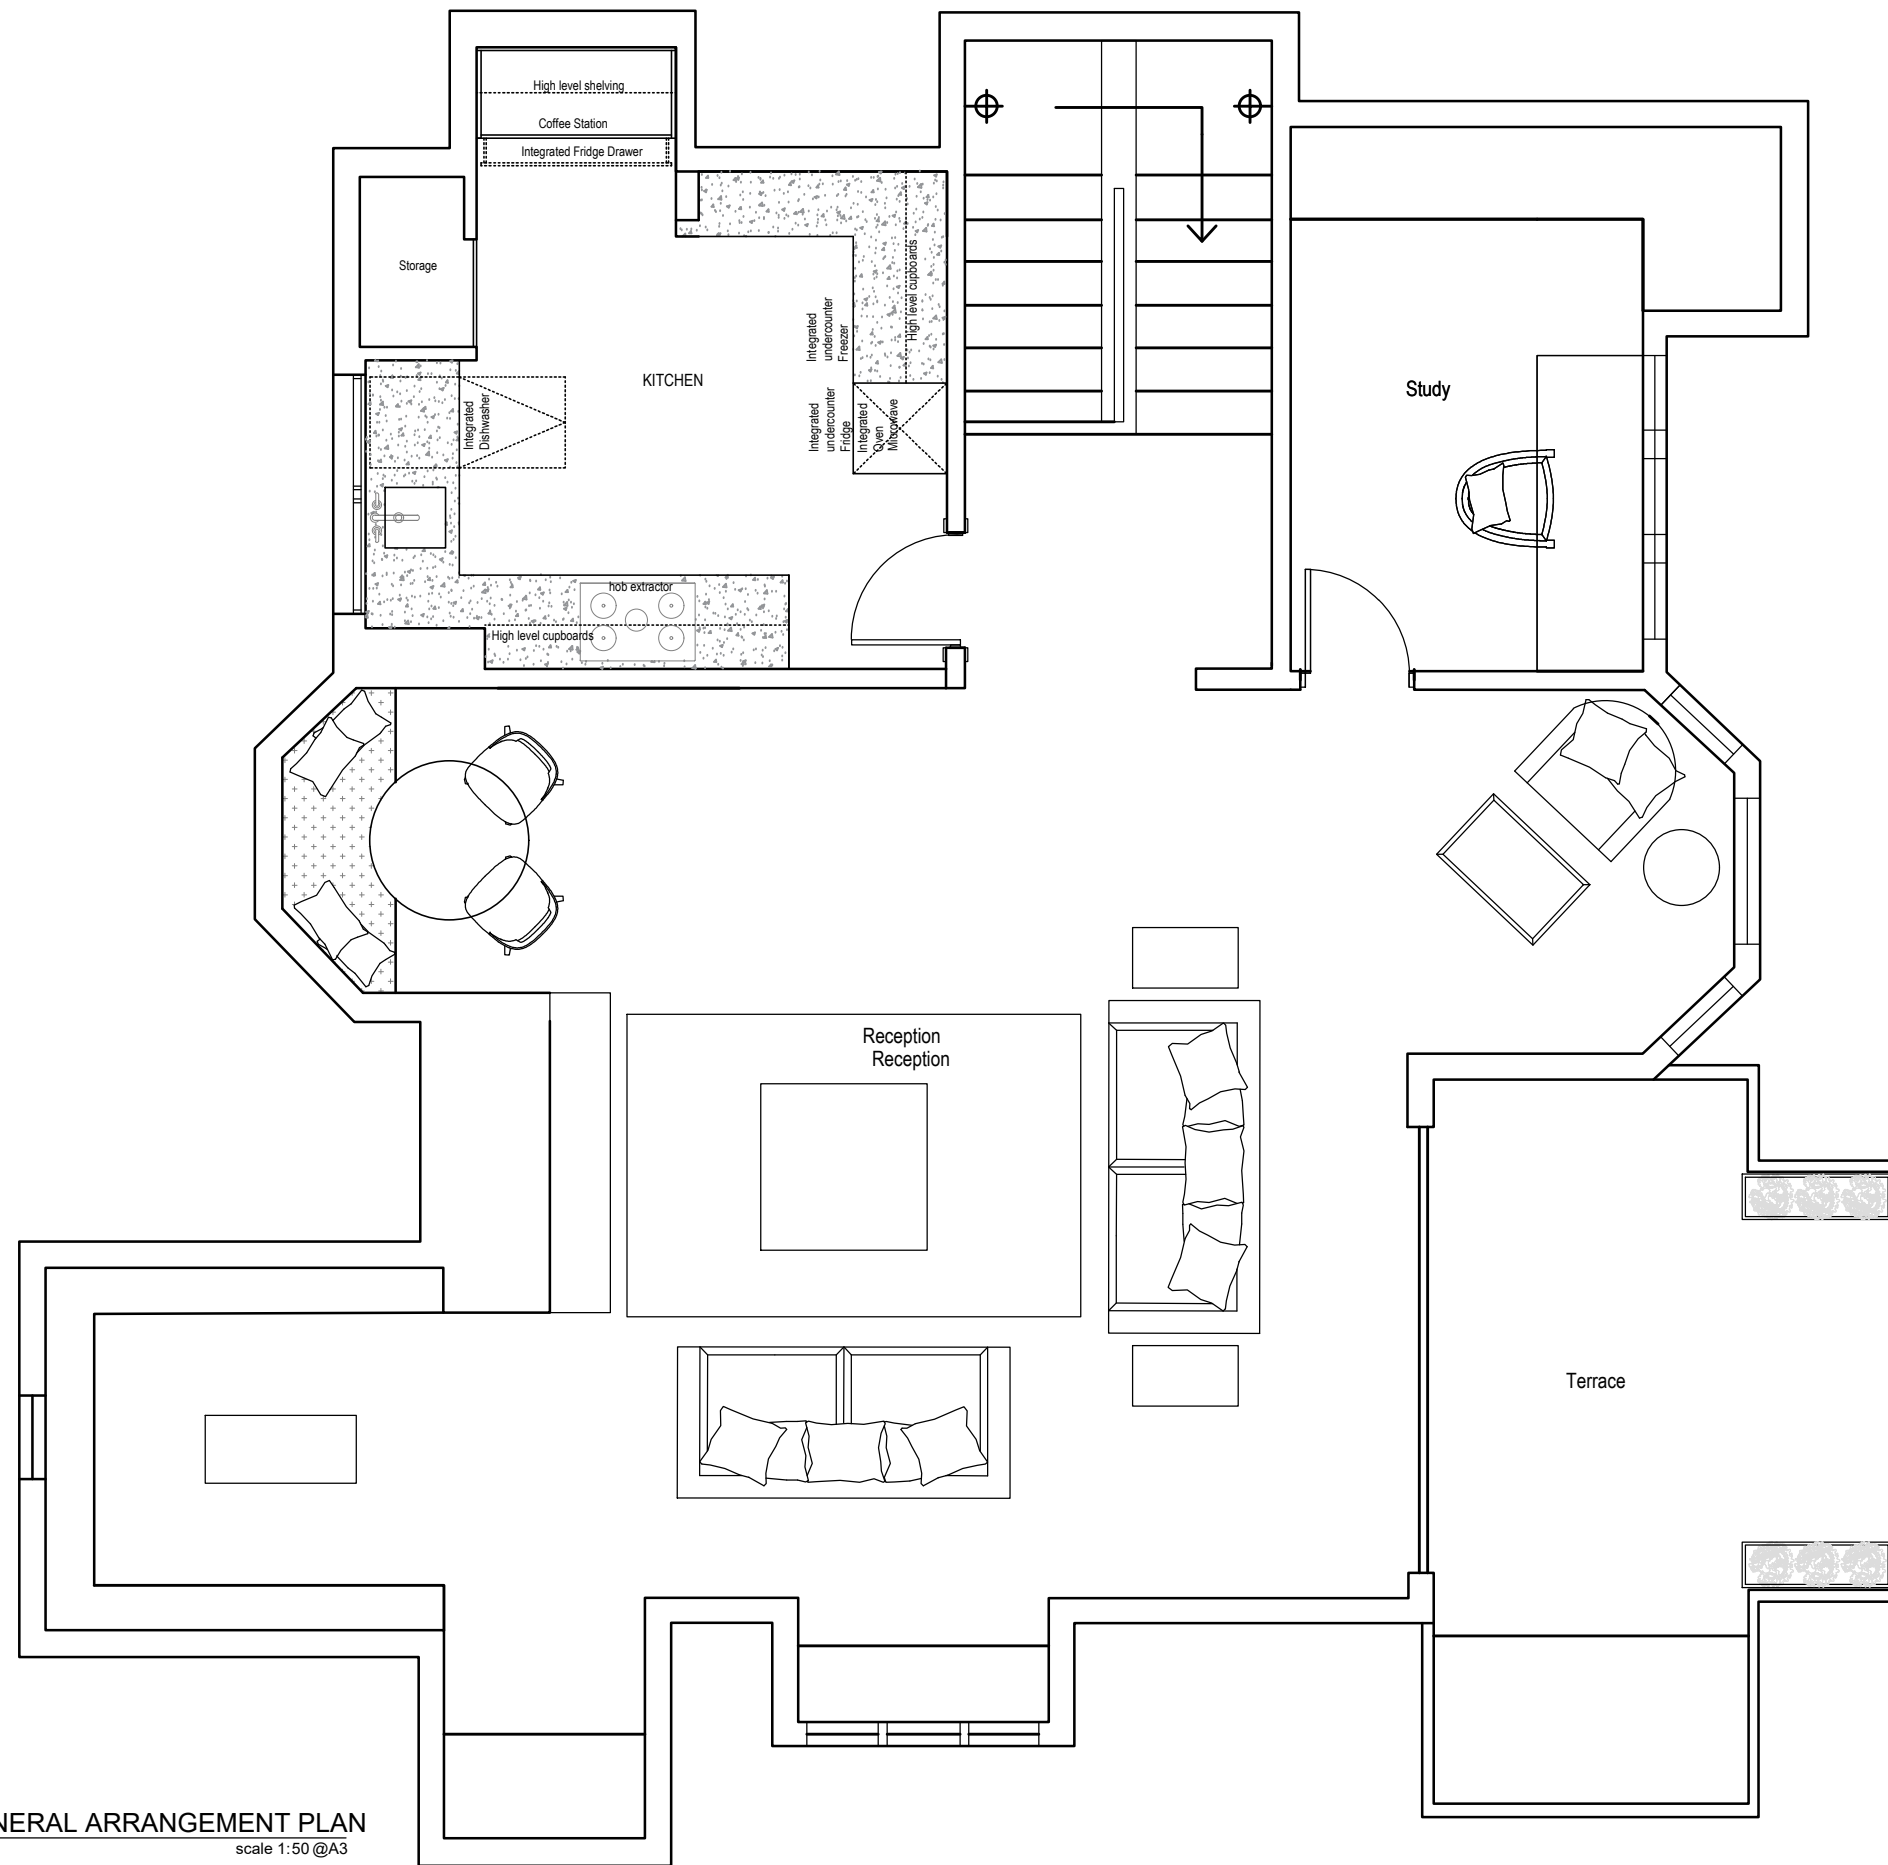 High level shelving
Coffee Station
Integrated Fridge Drawer
Storage
High level cupboards
Integrated
undercounter
Freezer
KITCHEN
Study
Integrated
Dishwasher
Integrated
undercounter
Fridge
Integrated
Oven
Microwave
hob extractor
High level cupboards
Reception
Reception
Terrace
NERAL ARRANGEMENT PLAN
scale 1:50 @A3